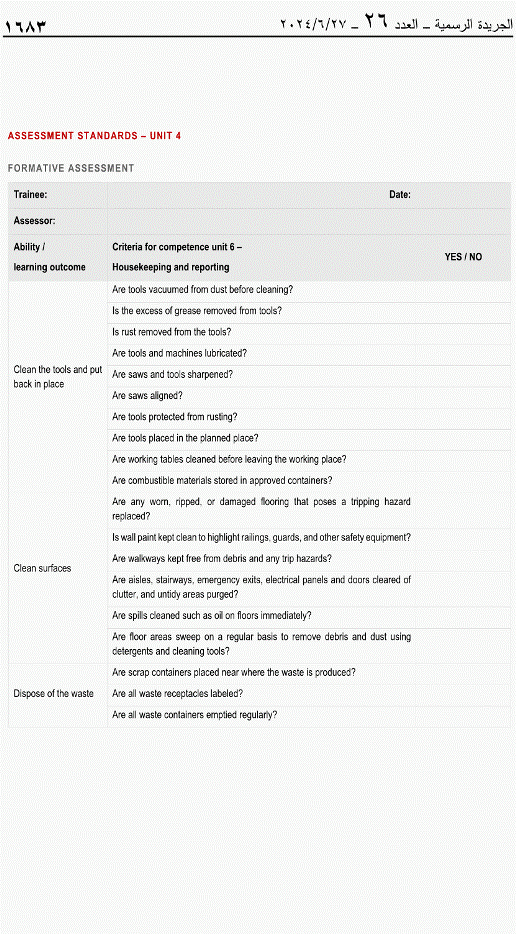 الجريدة الرسمية ــ العدد ٢٦ ــ ٢٠٢٤/٦/٢٧
١٦٨٣
ASSESSMENT STANDARDS – UNIT 4
FORMATIVE ASSESSMENT
Trainee:
Date:
Assessor:
Ability /
learning outcome
Criteria for competence unit 6 –
Housekeeping and reporting
YES / NO
Clean the tools and put
back in place
Are tools vacuumed from dust before cleaning?
Is the excess of grease removed from tools?
Is rust removed from the tools?
Are tools and machines lubricated?
Are saws and tools sharpened?
Are saws aligned?
Are tools protected from rusting?
Are tools placed in the planned place?
Are working tables cleaned before leaving the working place?
Clean surfaces
Are combustible materials stored in approved containers?
Are any worn, ripped, or damaged flooring that poses a tripping hazard
replaced?
Is wall paint kept clean to highlight railings, guards, and other safety equipment?
Are walkways kept free from debris and any trip hazards?
Are aisles, stairways, emergency exits, electrical panels and doors cleared of
clutter, and untidy areas purged?
Are spills cleaned such as oil on floors immediately?
Are floor areas sweep on a regular basis to remove debris and dust using
detergents and cleaning tools?
Dispose of the waste
Are scrap containers placed near where the waste is produced?
Are all waste receptacles labeled?
Are all waste containers emptied regularly?